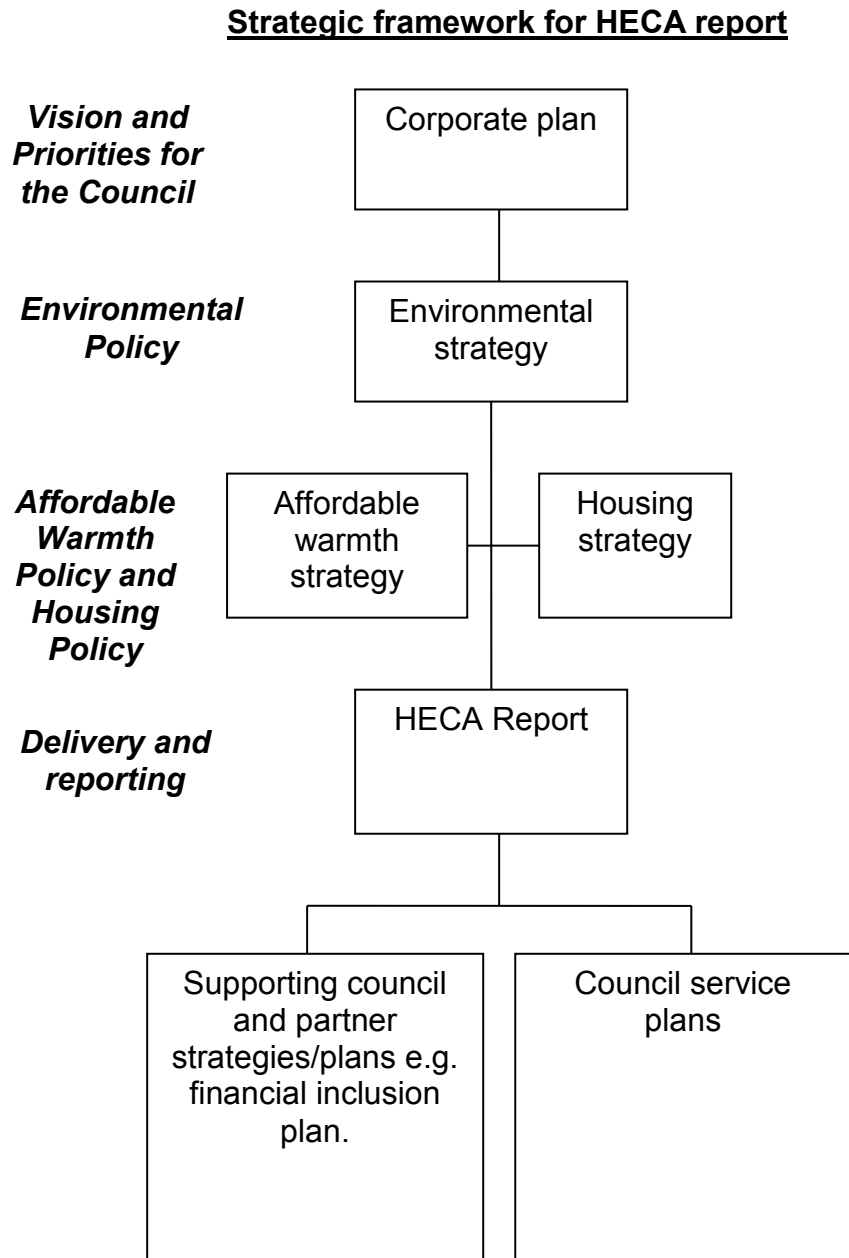 Strategic framework for HECA report
Vision and
Priorities for
the Council
Corporate plan
Environmental
Policy
Environmental
strategy
Affordable
Warmth
Policy and
Housing
Policy
Affordable
warmth
strategy
Housing
strategy
Delivery and
reporting
HECA Report
Supporting council
and partner
strategies/plans e.g.
financial inclusion
plan.
Council service
plans